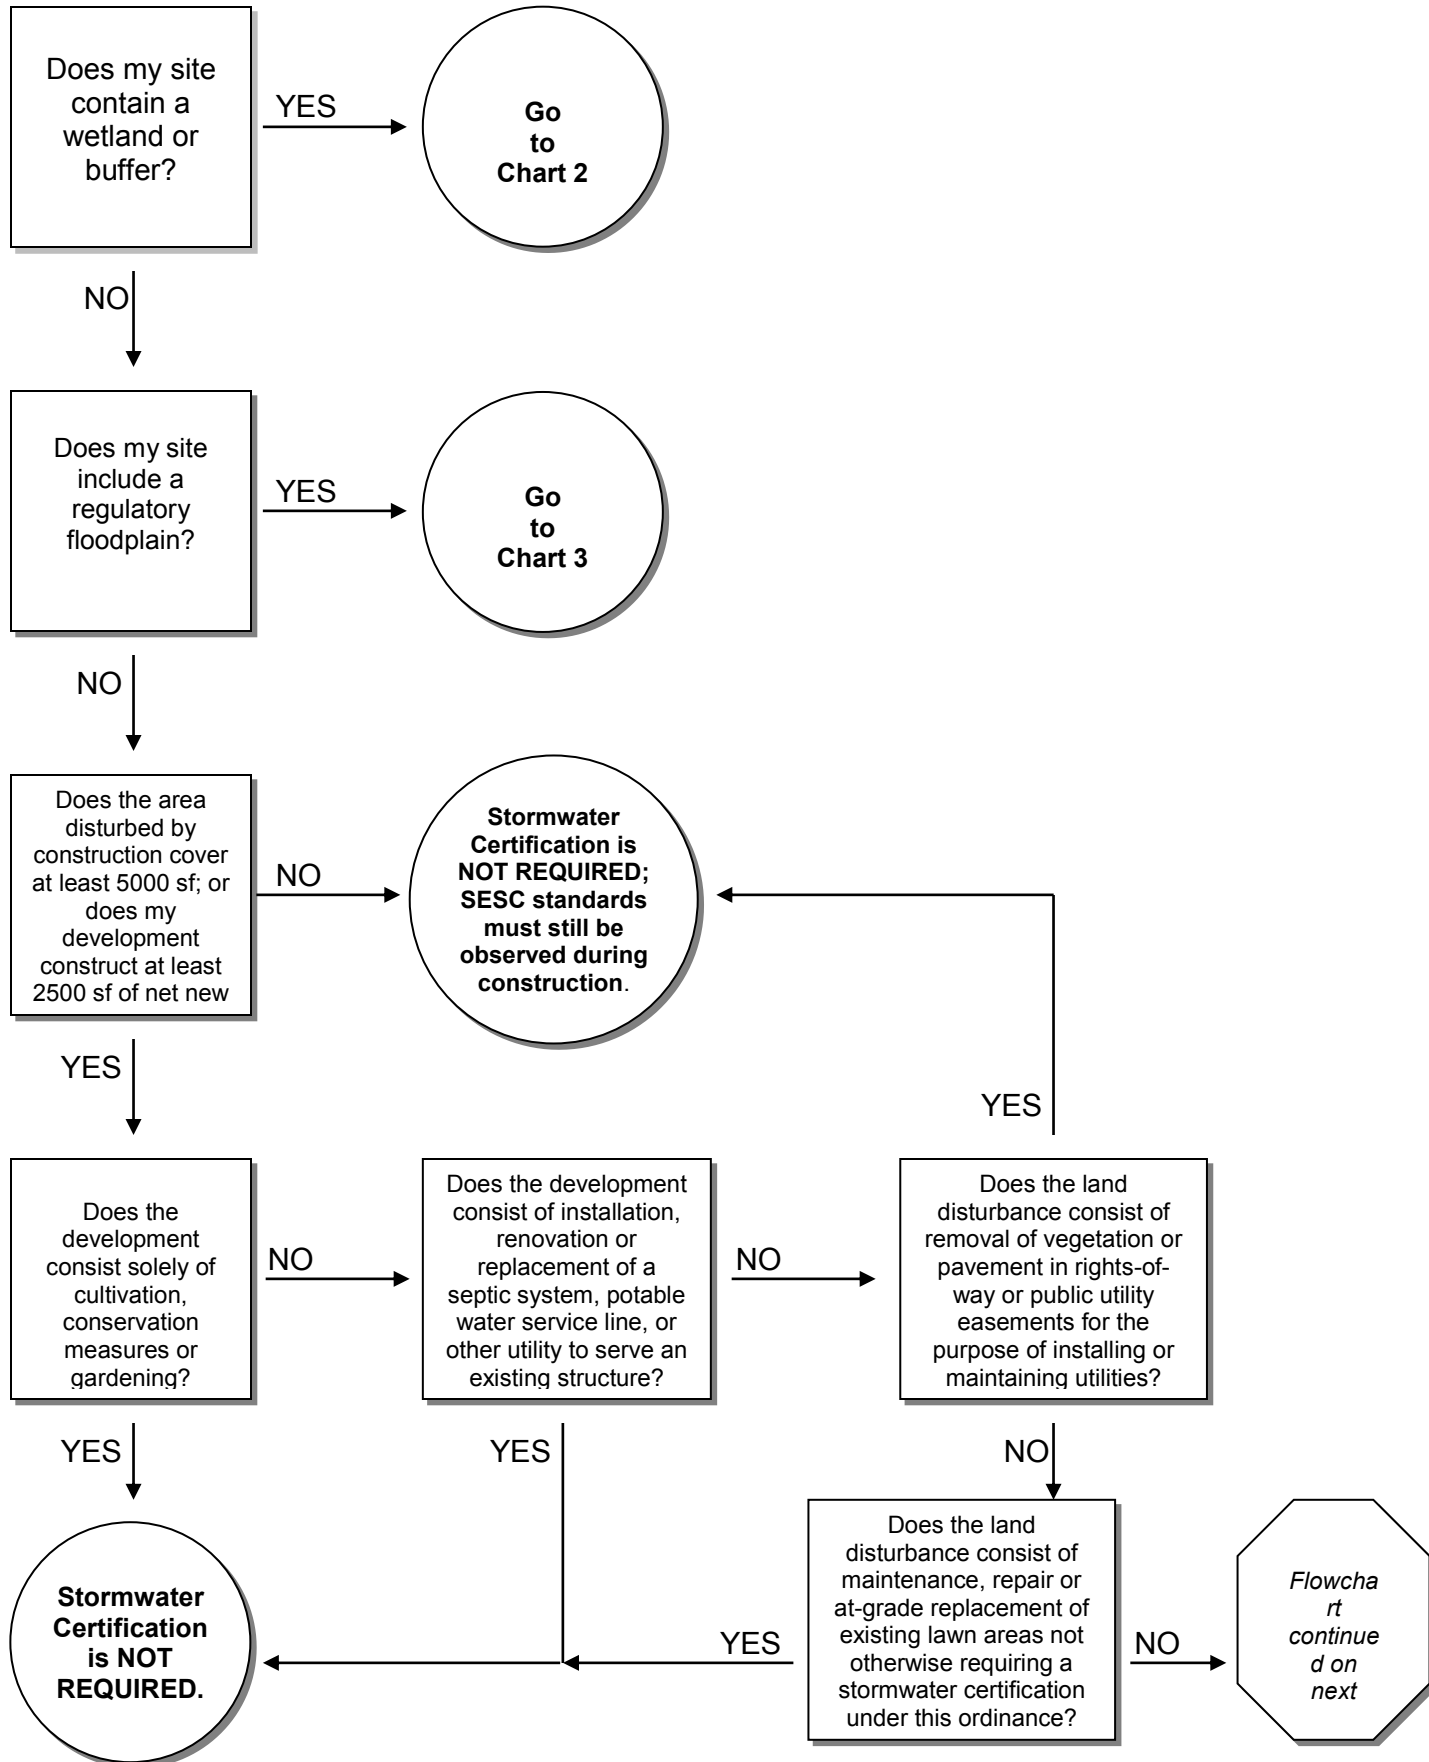 Does my site
contain a
wetland or
buffer?
YES
Go
to
Chart 2
NO
Does my site
include a
regulatory
floodplain?
YES
Go
to
Chart 3
NO
Does the area
disturbed by
construction cover
at least 5000 sf; or
does my
development
construct at least
2500 sf of net new
NO
Stormwater
Certification is
NOT REQUIRED;
SESC standards
must still be
observed during
construction.
YES
YES
Does the
development
consist solely of
cultivation,
conservation
measures or
gardening?
NO
Does the development
consist of installation,
renovation or
replacement of a
septic system, potable
water service line, or
other utility to serve an
existing structure?
NO
Does the land
disturbance consist of
removal of vegetation or
pavement in rights-of-
way or public utility
easements for the
purpose of installing or
maintaining utilities?
YES
YES
NO
Stormwater
Certification
is NOT
REQUIRED.
YES
Does the land
disturbance consist of
maintenance, repair or
at-grade replacement of
existing lawn areas not
otherwise requiring a
stormwater certification
under this ordinance?
NO
Flowcha
rt
continue
d on
next